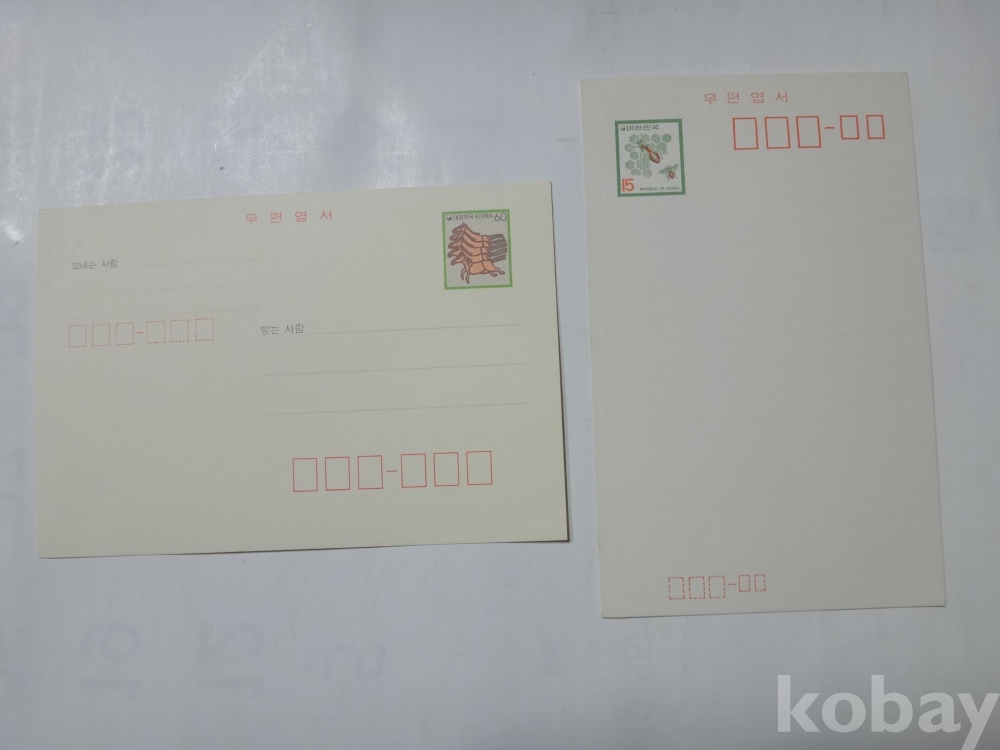 우편엽서
대한민국 KOREA 60
보내는 사람
받는 사람
우편엽서
대한민국
15
REPUBLIC OF KOREA
kobay